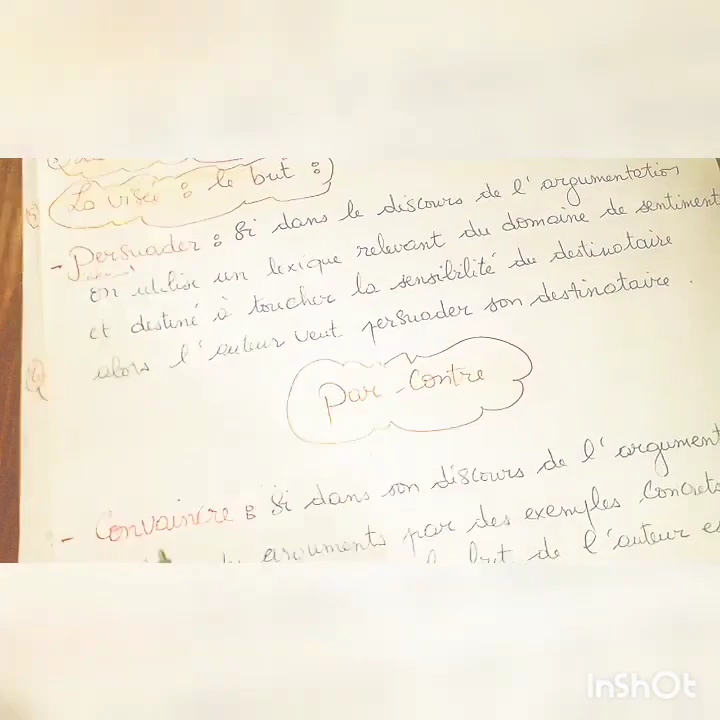 La visée : le but :
- Persuader : Si dans le discours de l'argumentation
on utilise un lexique relevant du domaine de sentiment
et destiné à toucher la sensibilité du destinataire
alors l'auteur veut persuader son destinataire.
Par-Contre
- Convaincre : Si dans son discours de l'argument
arguments par des exemples concrets
but de l'auteur es
InShOt